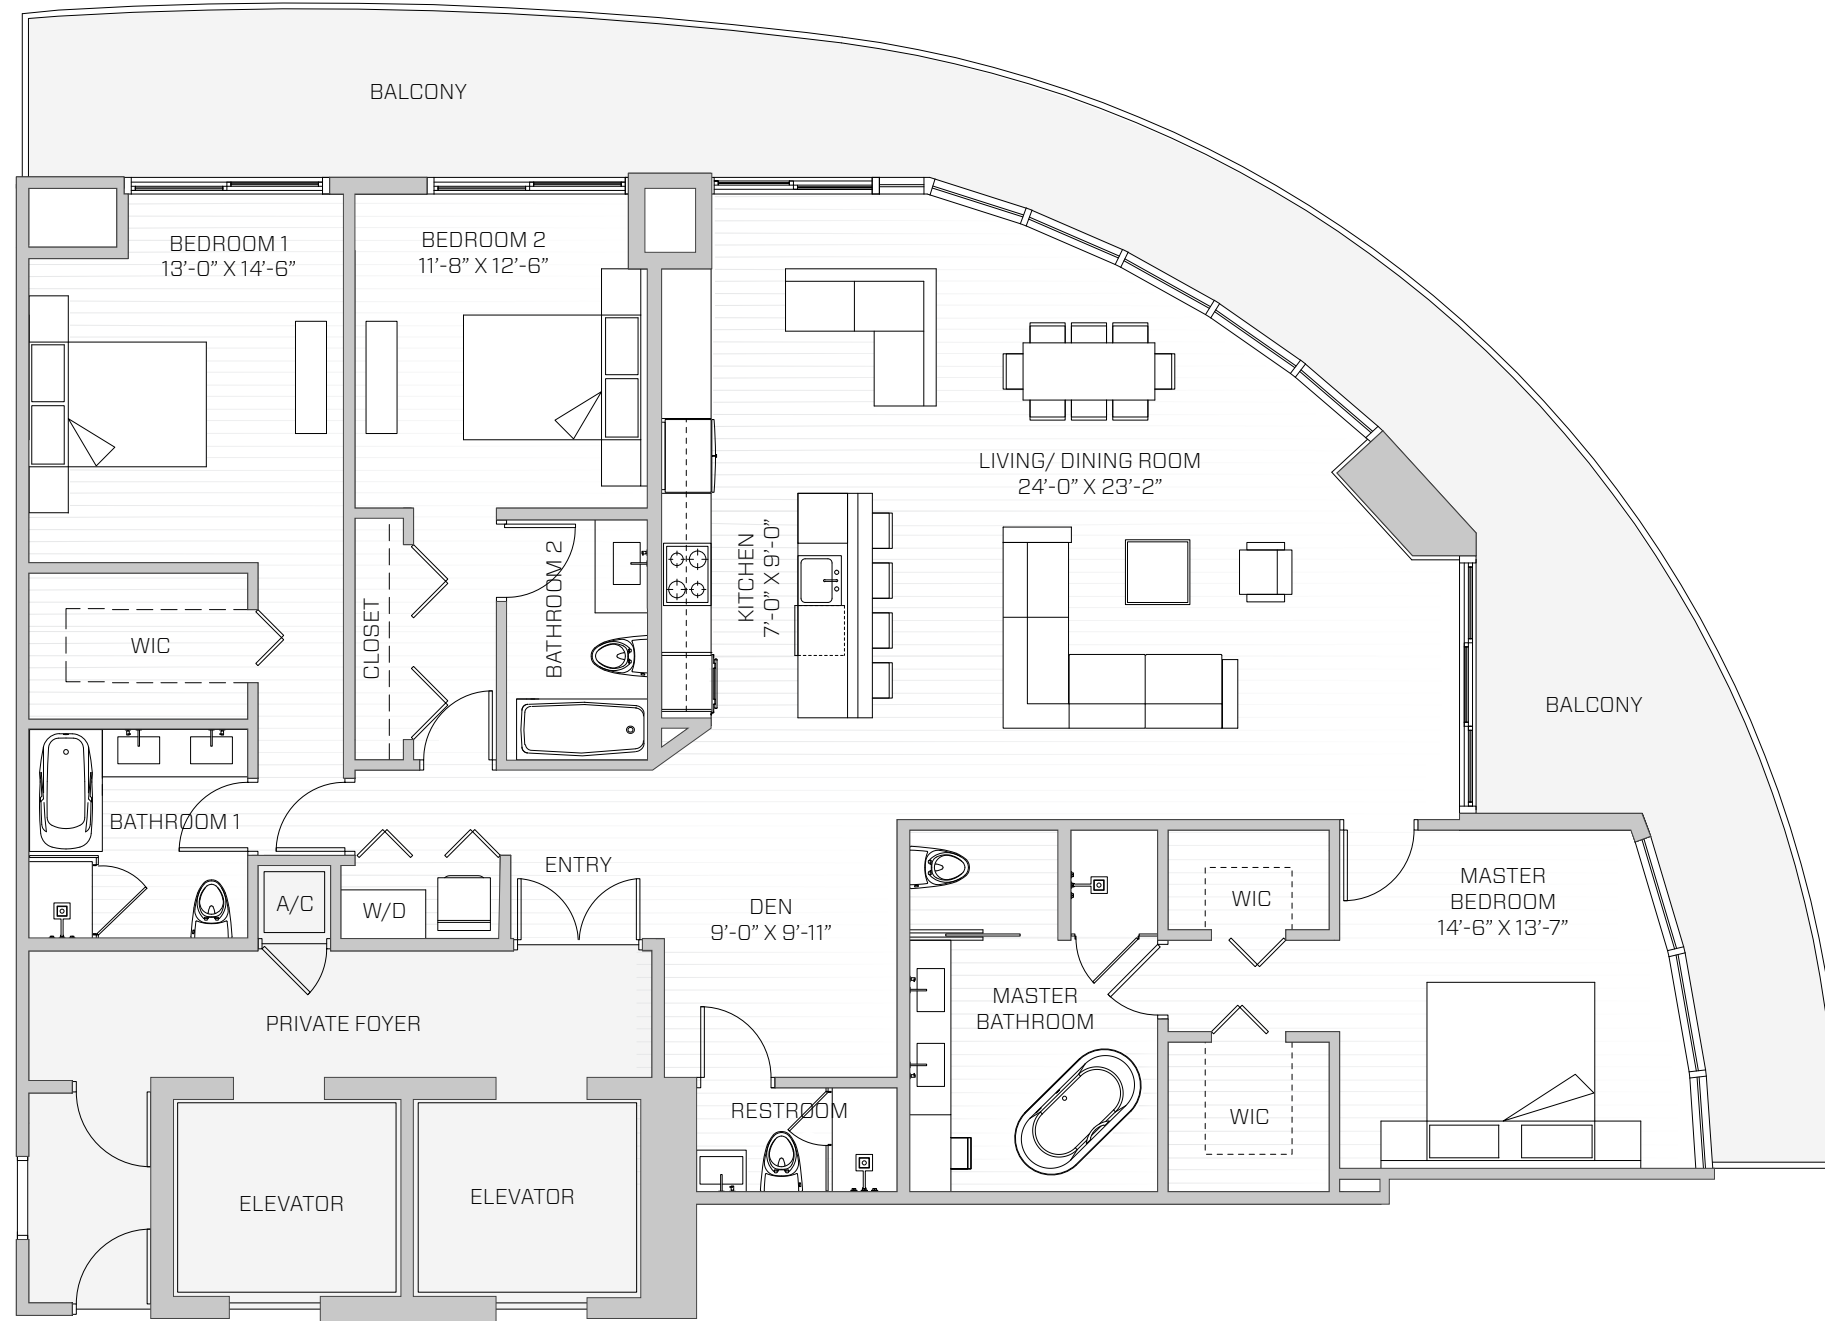 BALCONY
BEDROOM 1
13’-0” X 14’-6”
BEDROOM 2
11’-8” X 12’-6”
LIVING/ DINING ROOM
24’-0” X 23’-2”
KITCHEN
7’-0” X 9’-0”
BATHROOM 2
CLOSET
WIC
BALCONY
BATHROOM 1
ENTRY
A/C
W/D
DEN
9’-0” X 9’-11”
WIC
MASTER
BEDROOM
14’-6” X 13’-7”
MASTER
BATHROOM
PRIVATE FOYER
RESTROOM
WIC
ELEVATOR
ELEVATOR